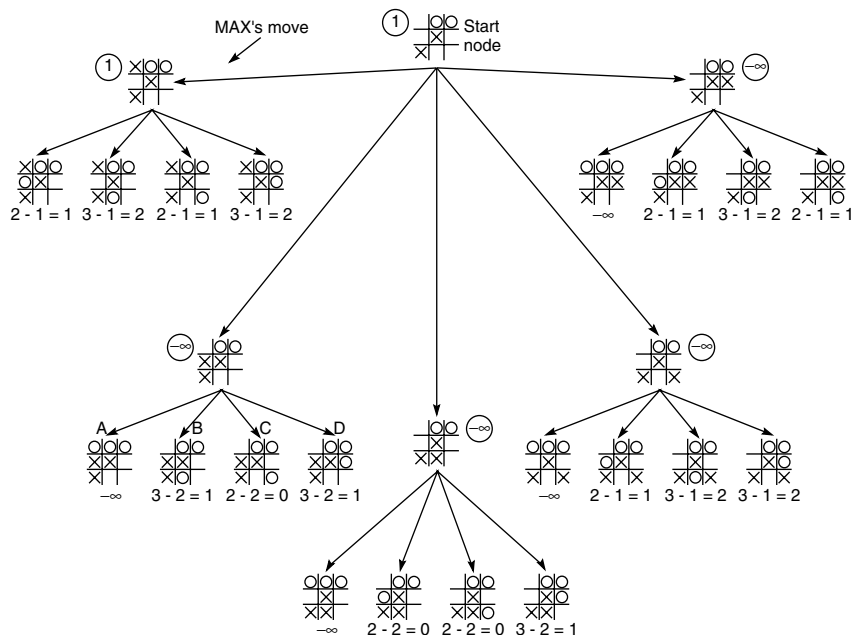 MAX's move
1
Start
node
1
−∞
X O O
X
X
X O O
X
X
O O
X X
X
X O O
O X
X
X O O
X
X O
X O O
X
X O
X O O
X O
X
O O O
X X
X
O O
O X X
X
O O
X X
X O
O O
X X
X O
2 - 1 = 1
3 - 1 = 2
2 - 1 = 1
3 - 1 = 2
−∞
2 - 1 = 1
3 - 1 = 2
2 - 1 = 1
−∞
O O
X X
X
−∞
O O
X
X X
A
B
C
D
−∞
O O
X
X X
O O O
X X
X
O O
X X
X O
O O
X X
X O
O O
X X O
X
O O O
X
X X
O O
O X
X X
O O
X
X O X
O O
X O
X X
−∞
3 - 2 = 1
2 - 2 = 0
3 - 2 = 1
−∞
2 - 1 = 1
3 - 1 = 2
3 - 1 = 2
O O O
X
X X
O O
O X
X X
O O
X
X X O
O O
X O
X X
−∞
2 - 2 = 0
2 - 2 = 0
3 - 2 = 1